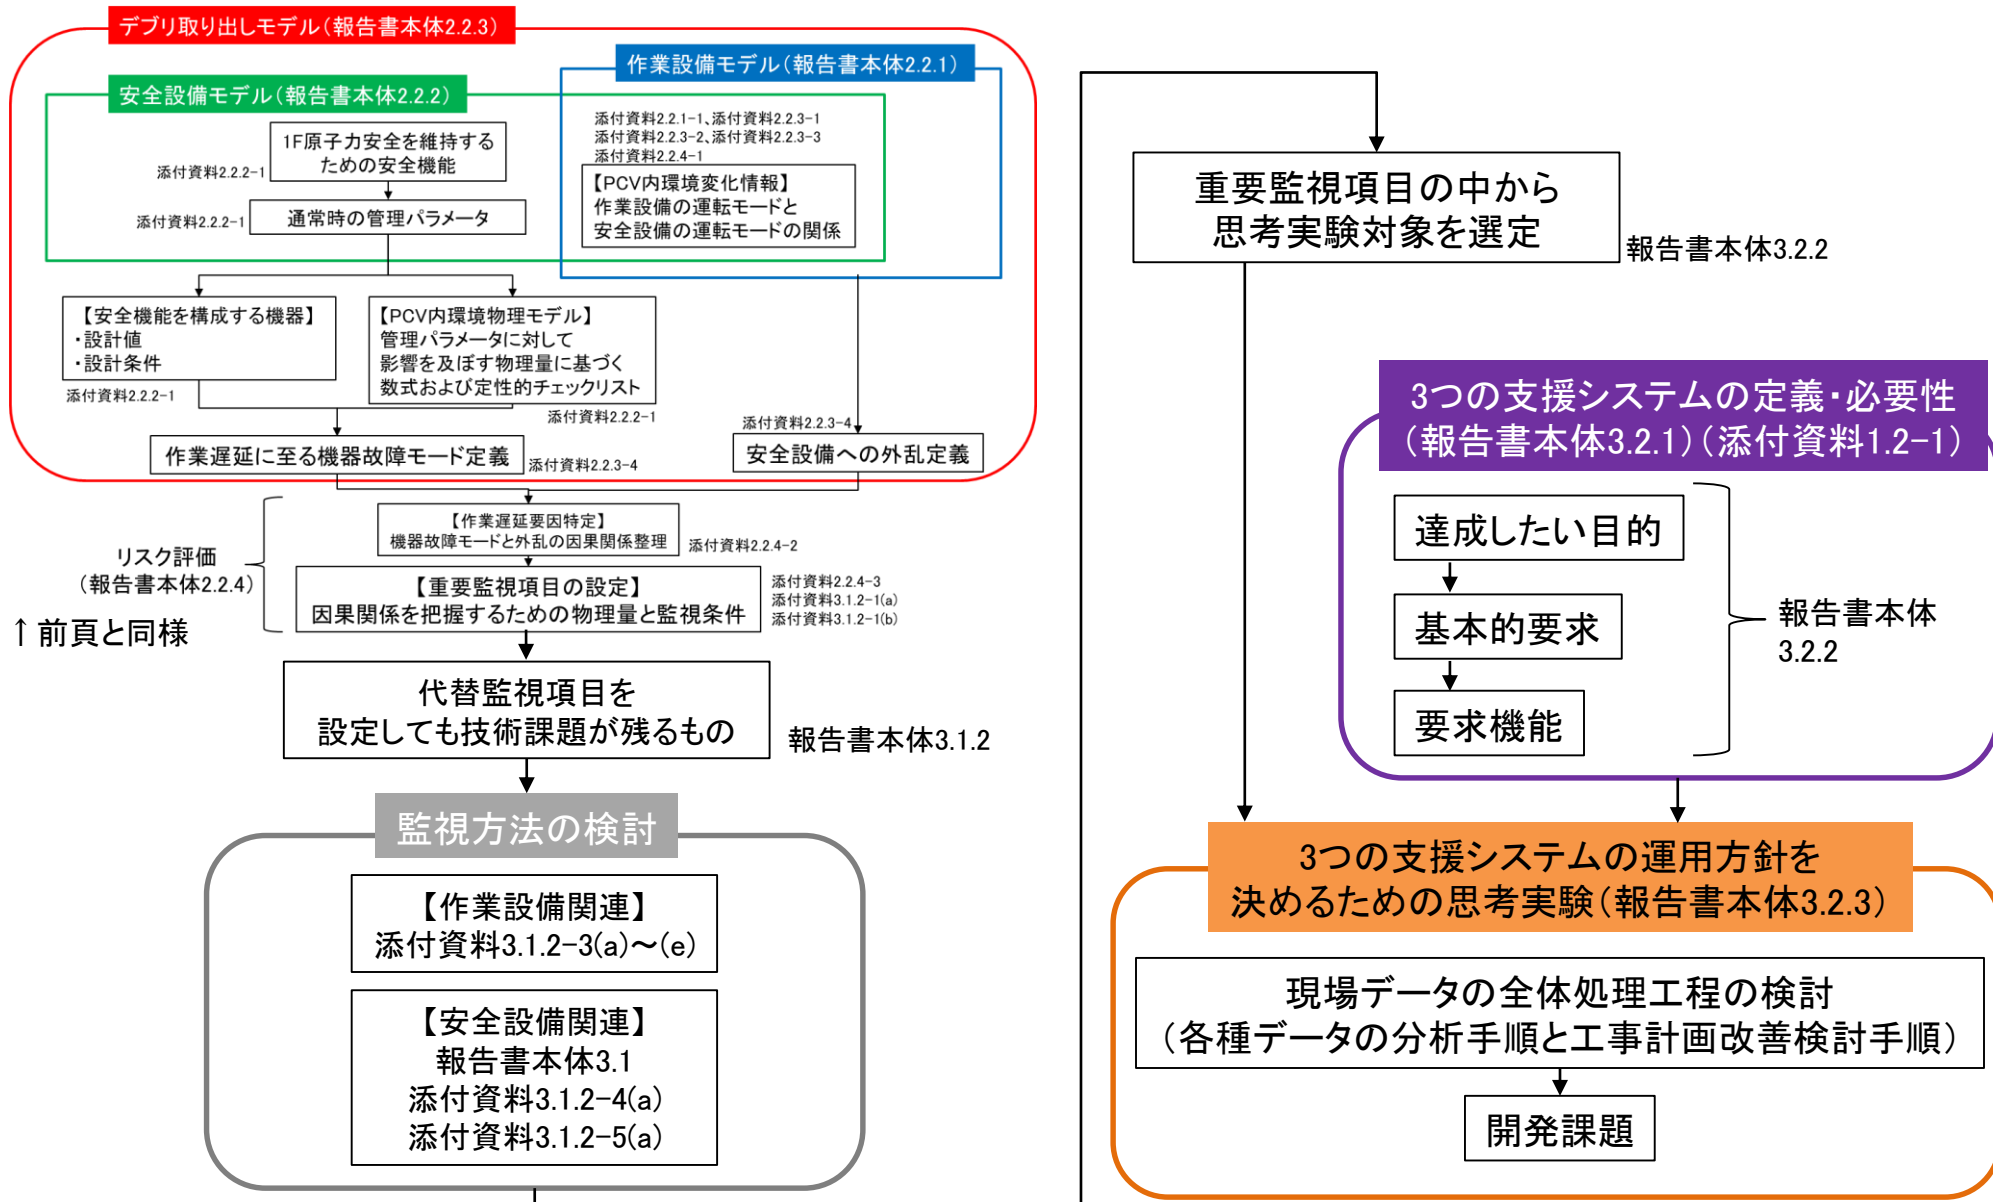 デブリ取り出しモデル(報告書本体2.2.3)
作業設備モデル(報告書本体2.2.1)
安全設備モデル(報告書本体2.2.2)
添付資料2.2.1-1、添付資料2.2.3-1
添付資料2.2.3-2、添付資料2.2.3-3
添付資料2.2.4-1
1F原子力安全を維持する
ための安全機能
添付資料2.2.2-1
【PCV内環境変化情報】
作業設備の運転モードと
安全設備の運転モードの関係
通常時の管理パラメータ
添付資料2.2.2-1
【安全機能を構成する機器】
・設計値
・設計条件
添付資料2.2.2-1
【PCV内環境物理モデル】
管理パラメータに対して
影響を及ぼす物理量に基づく
数式および定性的チェックリスト
添付資料2.2.2-1
添付資料2.2.3-4
作業遅延に至る機器故障モード定義
添付資料2.2.3-4
安全設備への外乱定義
【作業遅延要因特定】
機器故障モードと外乱の因果関係整理
添付資料2.2.4-2
リスク評価
(報告書本体2.2.4)
【重要監視項目の設定】
因果関係を把握するための物理量と監視条件
添付資料2.2.4-3
添付資料3.1.2-1(a)
添付資料3.1.2-1(b)
↑前頁と同様
代替監視項目を
設定しても技術課題が残るもの
報告書本体3.1.2
監視方法の検討
【作業設備関連】
添付資料3.1.2-3(a)～(e)
【安全設備関連】
報告書本体3.1
添付資料3.1.2-4(a)
添付資料3.1.2-5(a)
重要監視項目の中から
思考実験対象を選定
報告書本体3.2.2
3つの支援システムの定義・必要性
(報告書本体3.2.1)(添付資料1.2-1)
達成したい目的
基本的要求
要求機能
報告書本体
3.2.2
3つの支援システムの運用方針を
決めるための思考実験(報告書本体3.2.3)
現場データの全体処理工程の検討
(各種データの分析手順と工事計画改善検討手順)
開発課題